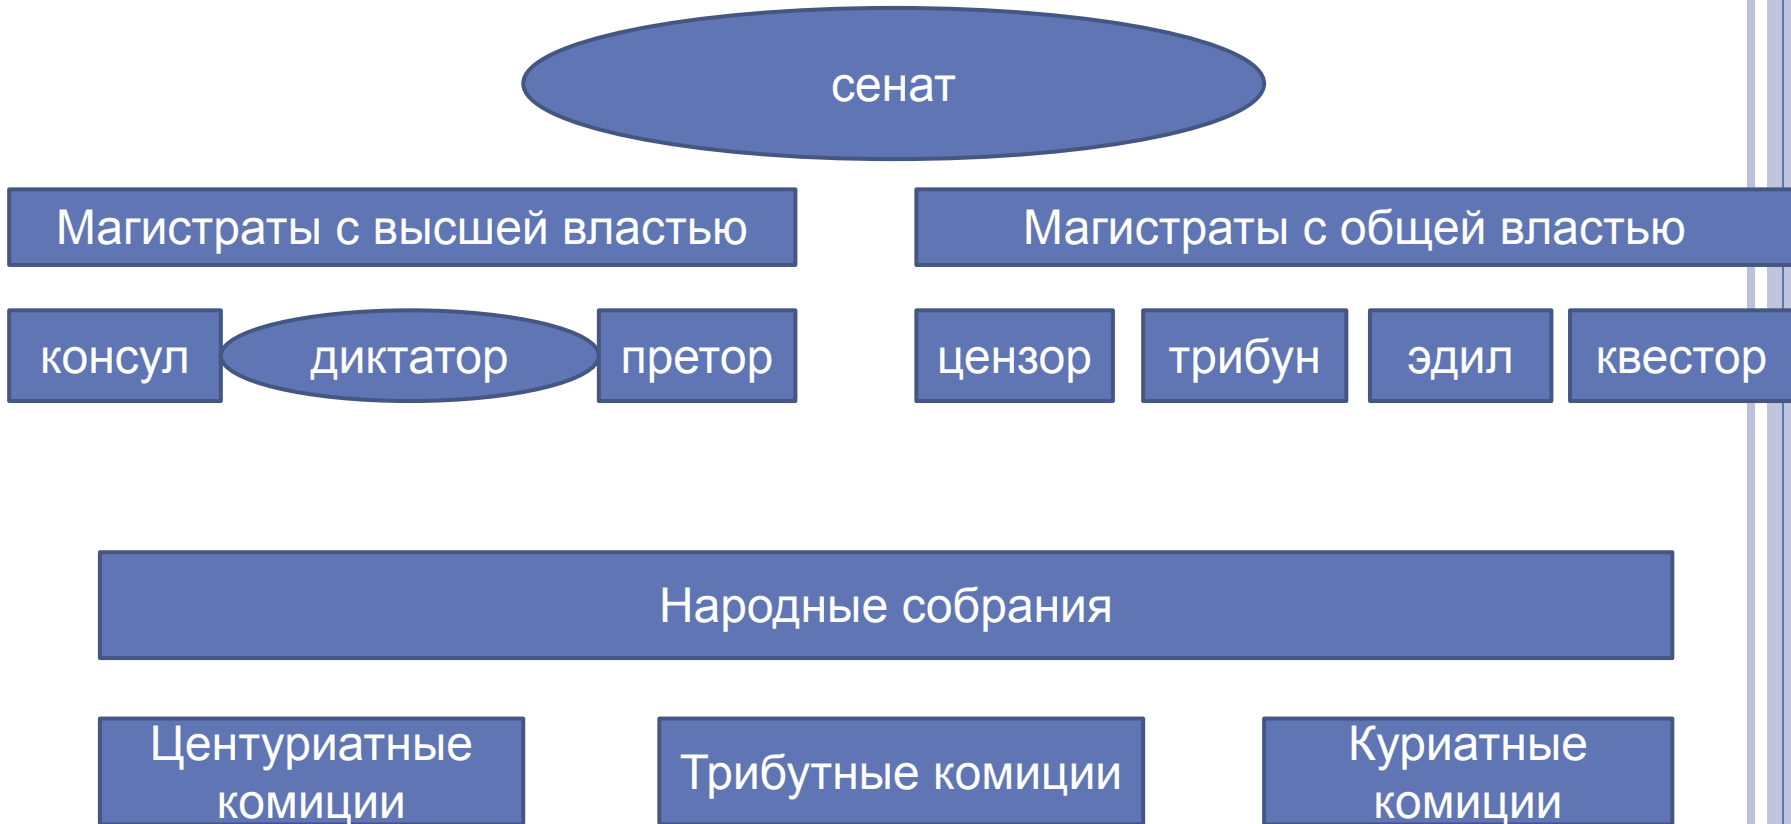 сенат
Магистраты с высшей властью
Магистраты с общей властью
консул
диктатор
претор
цензор
трибун
эдил
квестор
Народные собрания
Центуриатные
комиции
Трибутные комиции
Куриатные
комиции